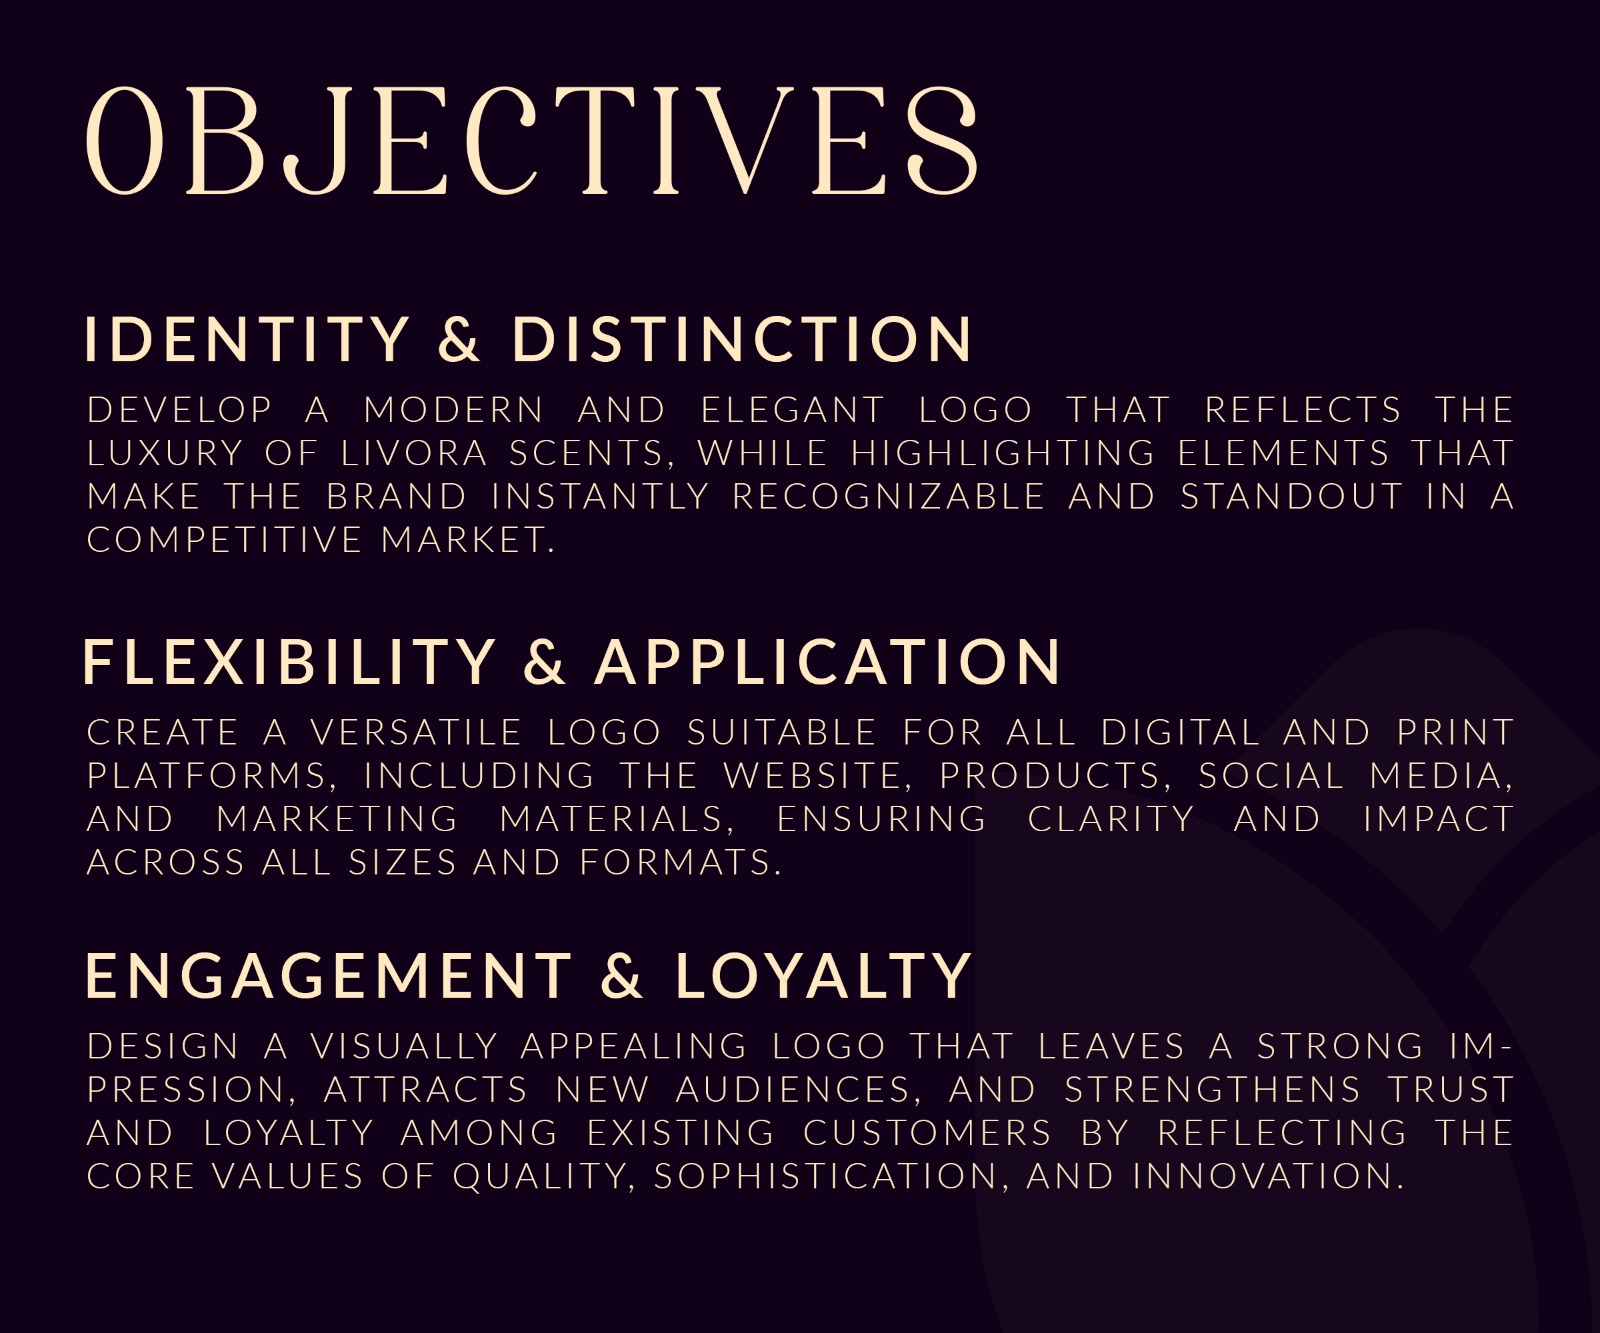 OBJECTIVES
IDENTITY & DISTINCTION
DEVELOP A MODERN AND ELEGANT LOGO THAT REFLECTS THE
LUXURY OF LIVORA SCENTS, WHILE HIGHLIGHTING ELEMENTS THAT
MAKE THE BRAND INSTANTLY RECOGNIZABLE AND STANDOUT IN A
COMPETITIVE MARKET.
FLEXIBILITY & APPLICATION
CREATE A VERSATILE LOGO SUITABLE FOR ALL DIGITAL AND PRINT
PLATFORMS, INCLUDING THE WEBSITE, PRODUCTS, SOCIAL MEDIA,
AND MARKETING MATERIALS, ENSURING CLARITY AND IMPACT
ACROSS ALL SIZES AND FORMATS.
ENGAGEMENT & LOYALTY
DESIGN A VISUALLY APPEALING LOGO THAT LEAVES A STRONG IM-
PRESSION, ATTRACTS NEW AUDIENCES, AND STRENGTHENS TRUST
AND LOYALTY AMONG EXISTING CUSTOMERS BY REFLECTING THE
CORE VALUES OF QUALITY, SOPHISTICATION, AND INNOVATION.